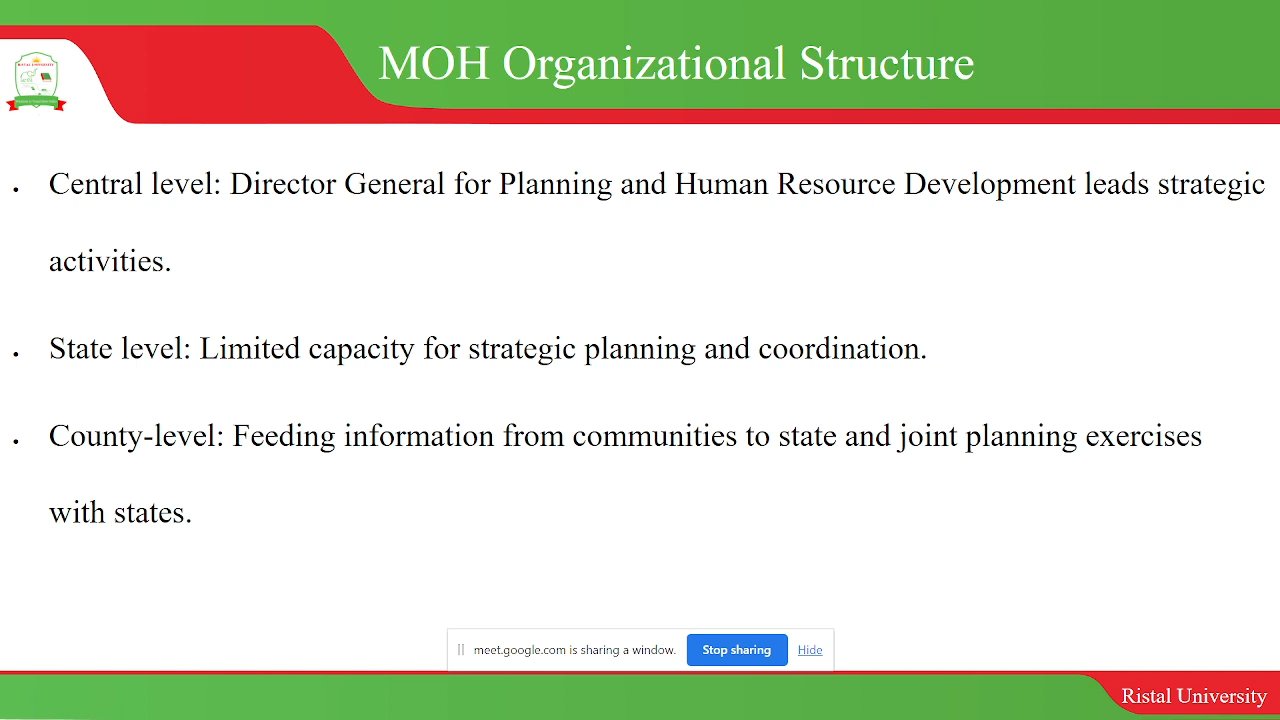 MOH Organizational Structure
RISTAL UNIVERSITY
• Central level: Director General for Planning and Human Resource Development leads strategic
activities.
• State level: Limited capacity for strategic planning and coordination.
• County-level: Feeding information from communities to state and joint planning exercises
with states.
meet.google.com is sharing a window. Stop sharing Hide
Ristal University